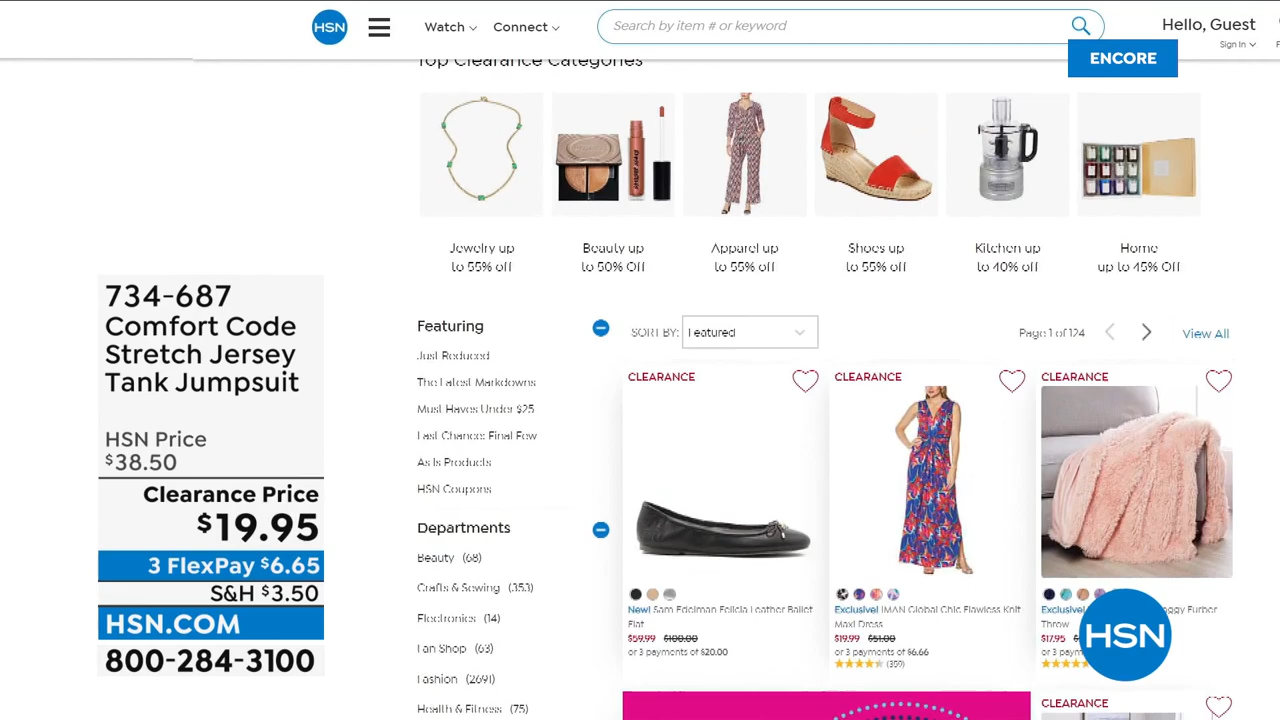 HSN
Watch
Connect
Search by item # or keyword
Hello, Guest
Sign In
ENCORE
Top Clearance Categories
Jewelry up
to 55% off
Beauty up
to 50% Off
Apparel up
to 55% off
Shoes up
to 55% off
Kitchen up
to 40% off
Home
up to 45% Off
734-687
Comfort Code
Stretch Jersey
Tank Jumpsuit
HSN Price
$38.50
Clearance Price
$19.95
3 FlexPay $6.65
S&H $3.50
HSN.COM
800-284-3100
Featuring
Just Reduced
The Latest Markdowns
Must Haves Under $25
Last Chance: Final Few
As Is Products
HSN Coupons
Departments
Beauty (68)
Crafts & Sewing (353)
Electronics (14)
Fan Shop (63)
Fashion (2691)
Health & Fitness (75)
SORT BY: Featured
Page 1 of 124
View All
CLEARANCE
New! Sam Edelman Felicia Leather Ballet
Flat
$59.99 $100.00
or 3 payments of $20.00
CLEARANCE
Exclusive! IMAN Global Chic Flawless Knit
Maxi Dress
$19.99 $51.00
or 3 payments of $6.66
(359)
CLEARANCE
Exclusive! Furber
Throw
$17.95
or 3 payments
HSN
CLEARANCE